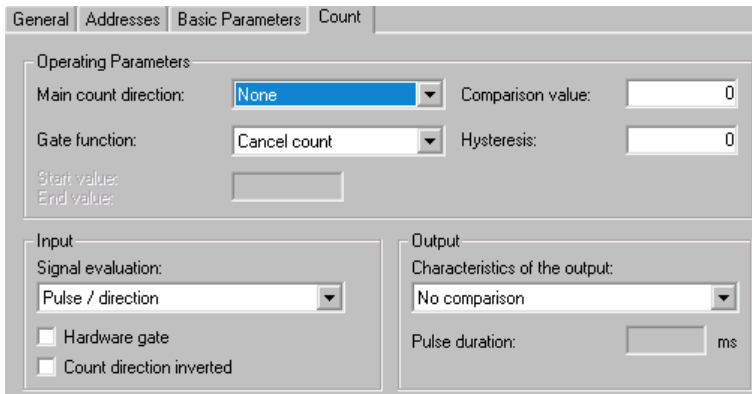 General Addresses Basic Parameters Count
Operating Parameters
Main count direction: None Comparison value: 0
Gate function: Cancel count Hysteresis: 0
Start value:
End value:
Input
Signal evaluation:
Pulse / direction
Hardware gate
Count direction inverted
Output
Characteristics of the output:
No comparison
Pulse duration: ms